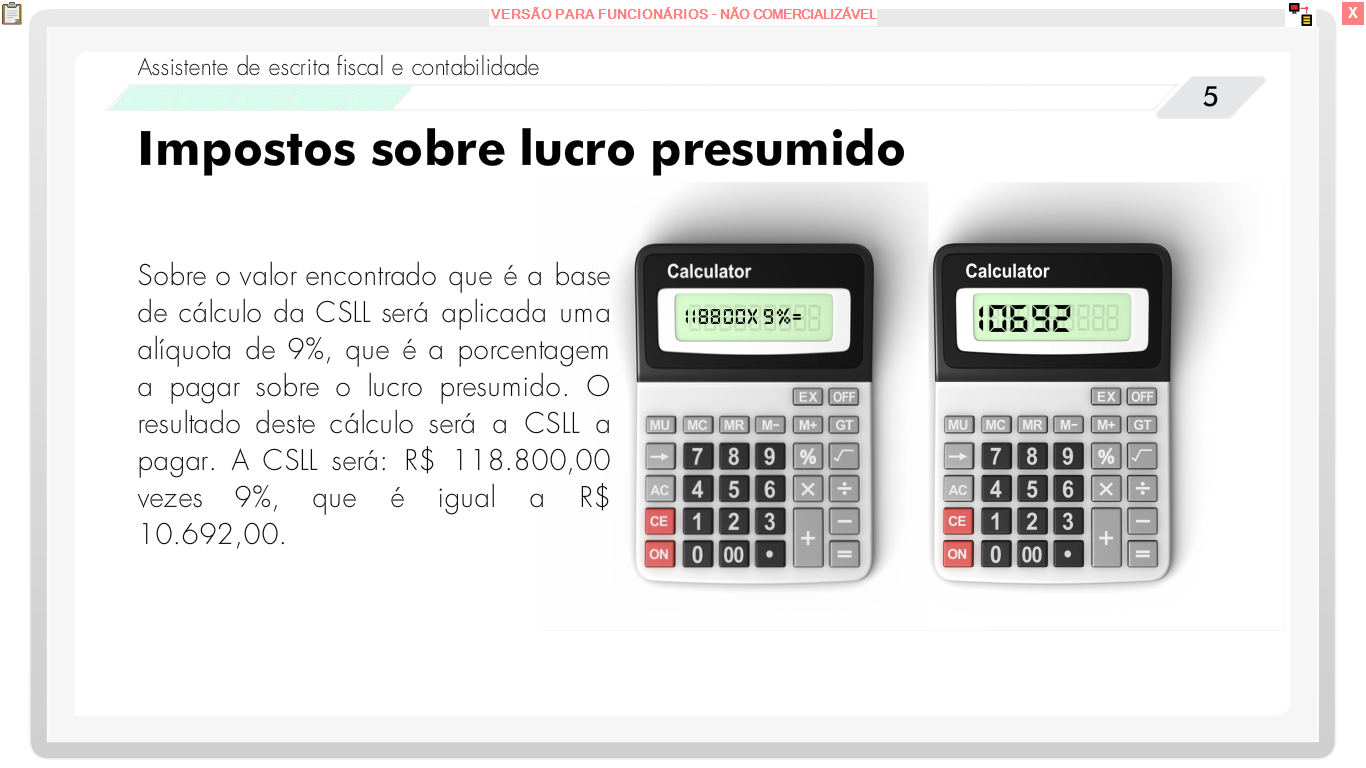 VERSÃO PARA FUNCIONÁRIOS - NÃO COMERCIALIZÁVEL
X
Assistente de escrita fiscal e contabilidade
5
Impostos sobre lucro presumido
Sobre o valor encontrado que é a base
de cálculo da CSLL será aplicada uma
alíquota de 9%, que é a porcentagem
a pagar sobre o lucro presumido. O
resultado deste cálculo será a CSLL a
pagar. A CSLL será: R$ 118.800,00
vezes 9%, que é igual a R$
10.692,00.
Calculator
118800X 9%=
EX OFF
MU MC MR M− M+ GT
→ 7 8 9 % √
AC 4 5 6 × ÷
CE 1 2 3 + −
ON 0 00 • =
Calculator
10692
EX OFF
MU MC MR M− M+ GT
→ 7 8 9 % √
AC 4 5 6 × ÷
CE 1 2 3 + −
ON 0 00 • =